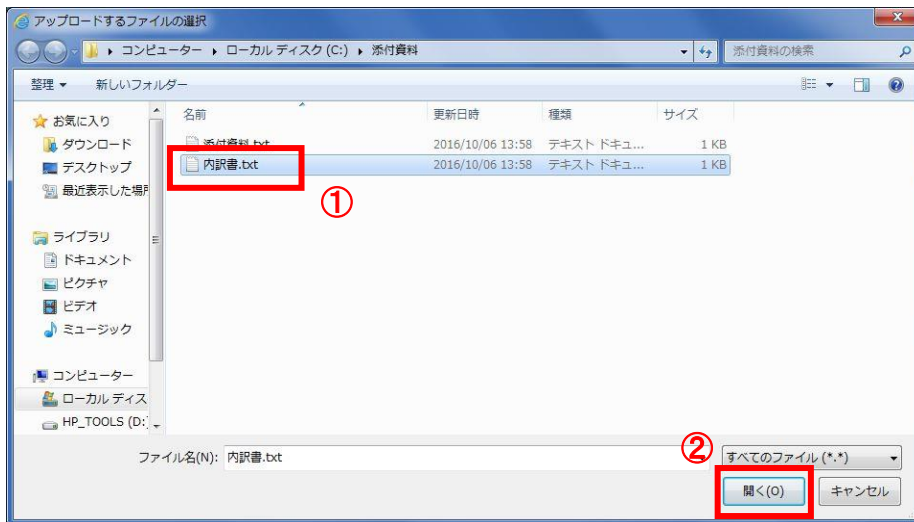 アップロードするファイルの選択
コンピューター ▸ ローカル ディスク (C:) ▸ 添付資料
添付資料の検索
整理 ▼ 新しいフォルダー
名前 更新日時 種類 サイズ
お気に入り
ダウンロード
デスクトップ
最近表示した場所
ライブラリ
ドキュメント
ピクチャ
ビデオ
ミュージック
コンピューター
ローカル ディス
HP_TOOLS (D:)
添付資料.txt 2016/10/06 13:58 テキスト ドキュ... 1 KB
内訳書.txt 2016/10/06 13:58 テキスト ドキュ... 1 KB
①
ファイル名(N): 内訳書.txt
②
すべてのファイル (*.*)
開く(O)
キャンセル